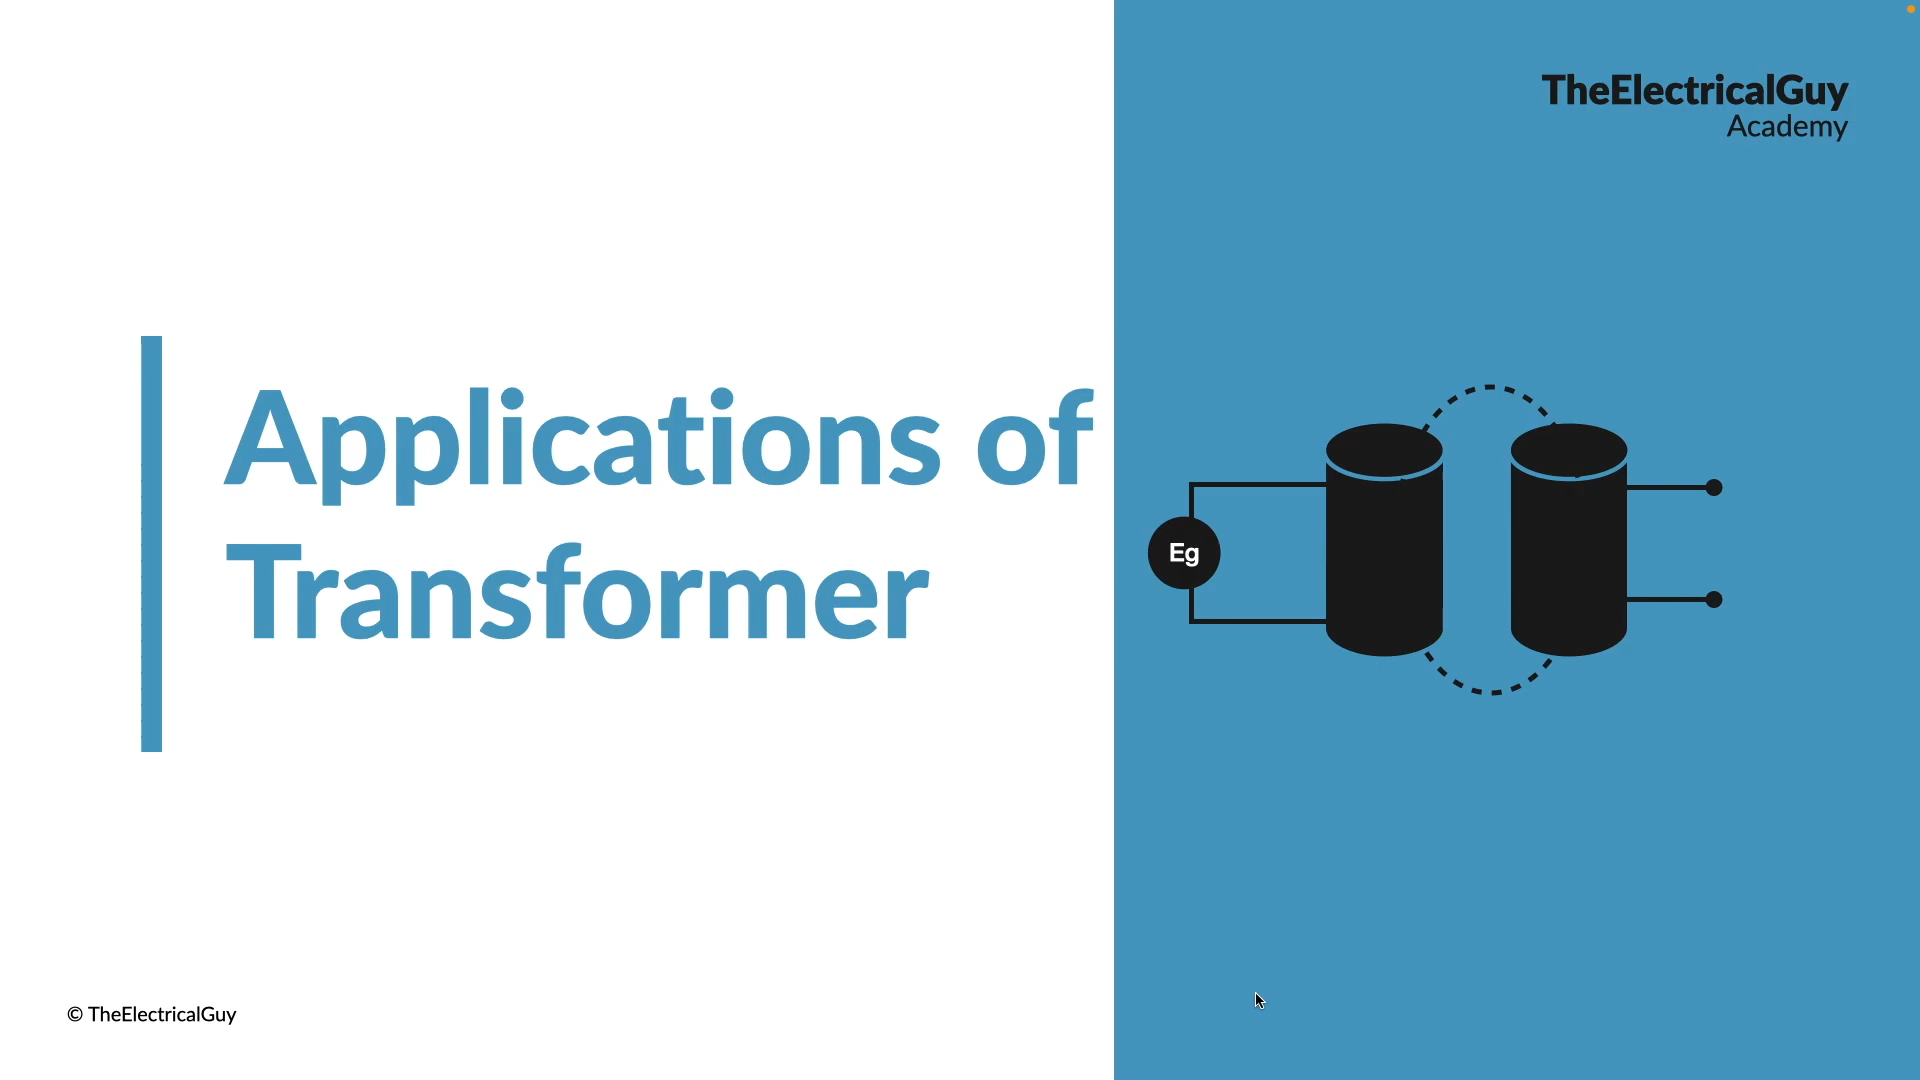 TheElectricalGuy
Academy
Applications of
Transformer
Eg
© TheElectricalGuy